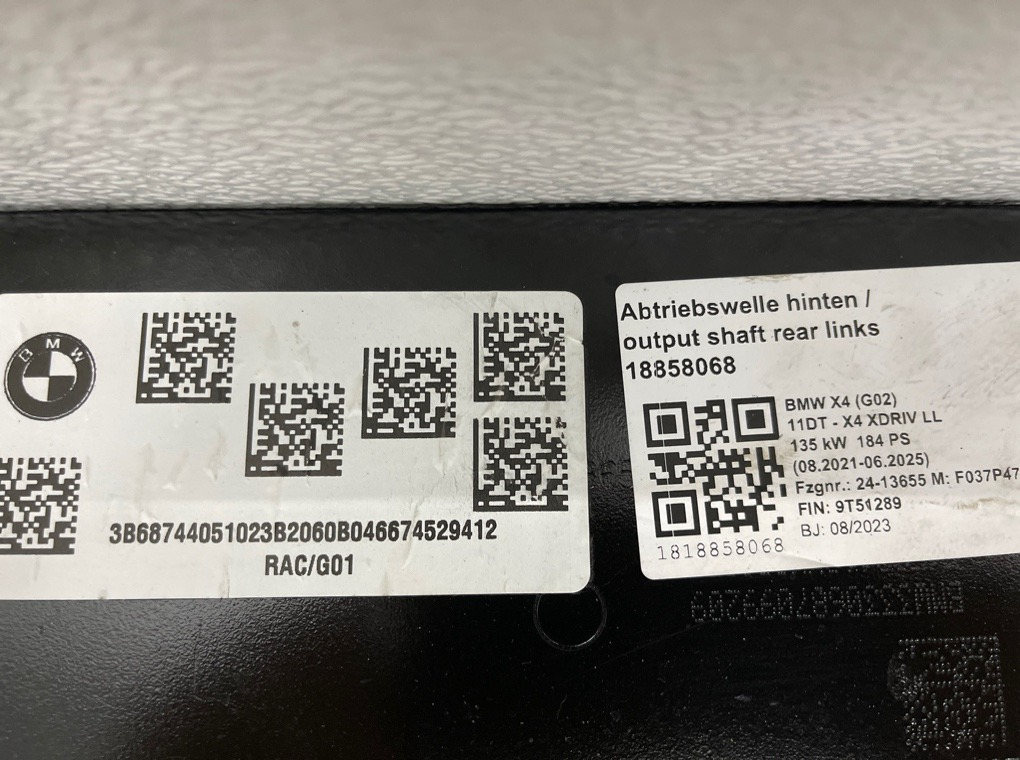 BMW
3B68744051023B2060B046674529412
RAC/G01
Abtriebswelle hinten /
output shaft rear links
18858068
BMW X4 (G02)
11DT - X4 XDRIV LL
135 kW 184 PS
(08.2021-06.2025)
Fzgnr.: 24-13655 M: F037P47
FIN: 9T51289
BJ: 08/2023
1818858068